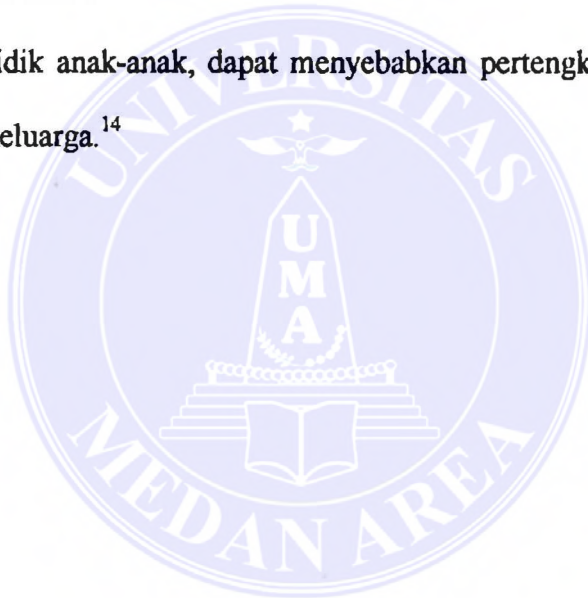 idik anak-anak, dapat menyebabkan pertengk
eluarga.14
UNIVERSITAS
UMA
MEDAN AREA